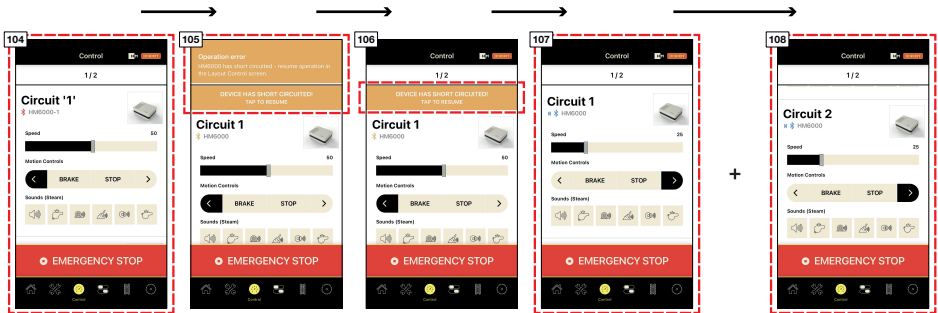 104
Control
1 / 2
Circuit '1'
HM6000-1
Speed
50
Motion Controls
BRAKE
STOP
Sounds (Steam)
EMERGENCY STOP
Control
105
Operation error
HM6000 has short circuited - resume operation in
the Layout Control screen.
DEVICE HAS SHORT CIRCUITED!
TAP TO RESUME
Circuit 1
HM6000
Speed
50
Motion Controls
BRAKE
STOP
Sounds (Steam)
EMERGENCY STOP
Control
106
Control
1 / 2
DEVICE HAS SHORT CIRCUITED!
TAP TO RESUME
Circuit 1
HM6000
Speed
50
Motion Controls
BRAKE
STOP
Sounds (Steam)
EMERGENCY STOP
Control
107
Control
1 / 2
Circuit 1
HM6000
Speed
25
Motion Controls
BRAKE
STOP
Sounds (Steam)
EMERGENCY STOP
Control
+
108
Control
1 / 2
Circuit 2
HM6000
Speed
25
Motion Controls
BRAKE
STOP
Sounds (Steam)
EMERGENCY STOP
Control